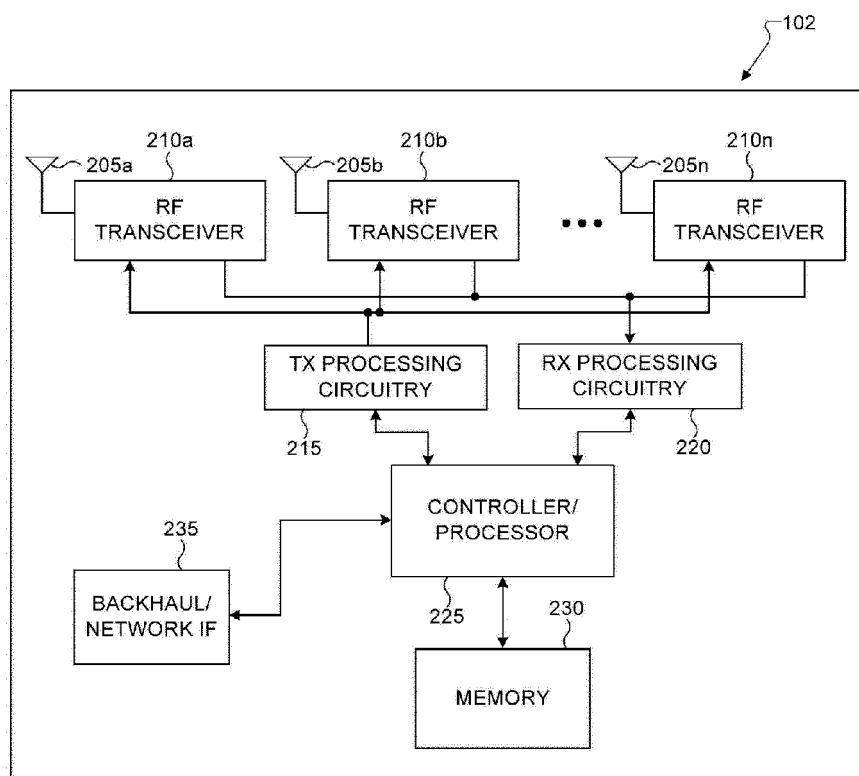 102
210a
210b
210n
205a
205b
205n
RF
TRANSCEIVER
RF
TRANSCEIVER
RF
TRANSCEIVER
TX PROCESSING
CIRCUITRY
RX PROCESSING
CIRCUITRY
215
220
CONTROLLER/
PROCESSOR
235
BACKHAUL/
NETWORK IF
225
230
MEMORY